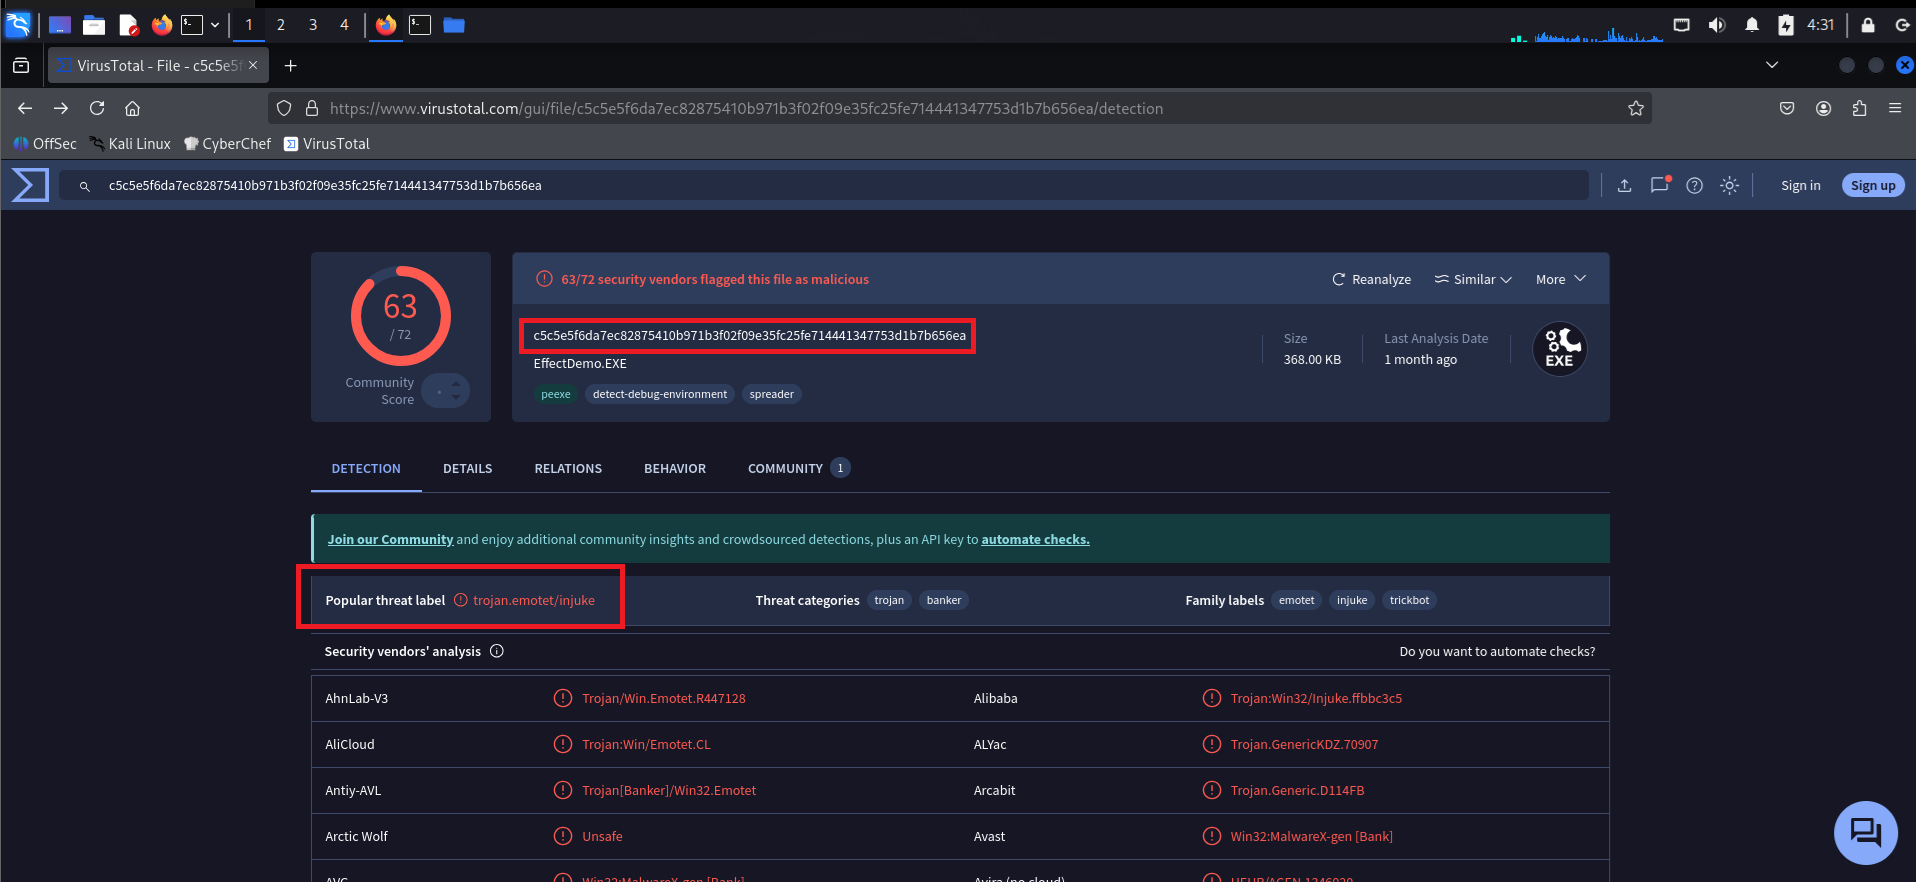 1 2 3 4 4:31
VirusTotal - File - c5c5e5f
https://www.virustotal.com/gui/file/c5c5e5f6da7ec82875410b971b3f02f09e35fc25fe714441347753d1b7b656ea/detection
OffSec Kali Linux CyberChef VirusTotal
c5c5e5f6da7ec82875410b971b3f02f09e35fc25fe714441347753d1b7b656ea Sign in Sign up
63
/ 72
Community
Score
63/72 security vendors flagged this file as malicious Reanalyze Similar More
c5c5e5f6da7ec82875410b971b3f02f09e35fc25fe714441347753d1b7b656ea
EffectDemo.EXE
peexe detect-debug-environment spreader
Size
368.00 KB
Last Analysis Date
1 month ago
EXE
DETECTION DETAILS RELATIONS BEHAVIOR COMMUNITY 1
Join our Community and enjoy additional community insights and crowdsourced detections, plus an API key to automate checks.
Popular threat label trojan.emotet/injuke Threat categories trojan banker Family labels emotet injuke trickbot
Security vendors' analysis Do you want to automate checks?
AhnLab-V3 Trojan/Win.Emotet.R447128 Alibaba Trojan:Win32/Injuke.ffbbc3c5
AliCloud Trojan:Win/Emotet.CL ALYac Trojan.GenericKDZ.70907
Antiy-AVL Trojan[Banker]/Win32.Emotet Arcabit Trojan.Generic.D114FB
Arctic Wolf Unsafe Avast Win32:MalwareX-gen [Bank]
AVG Win32:MalwareX-gen [Bank] Avira (no cloud)